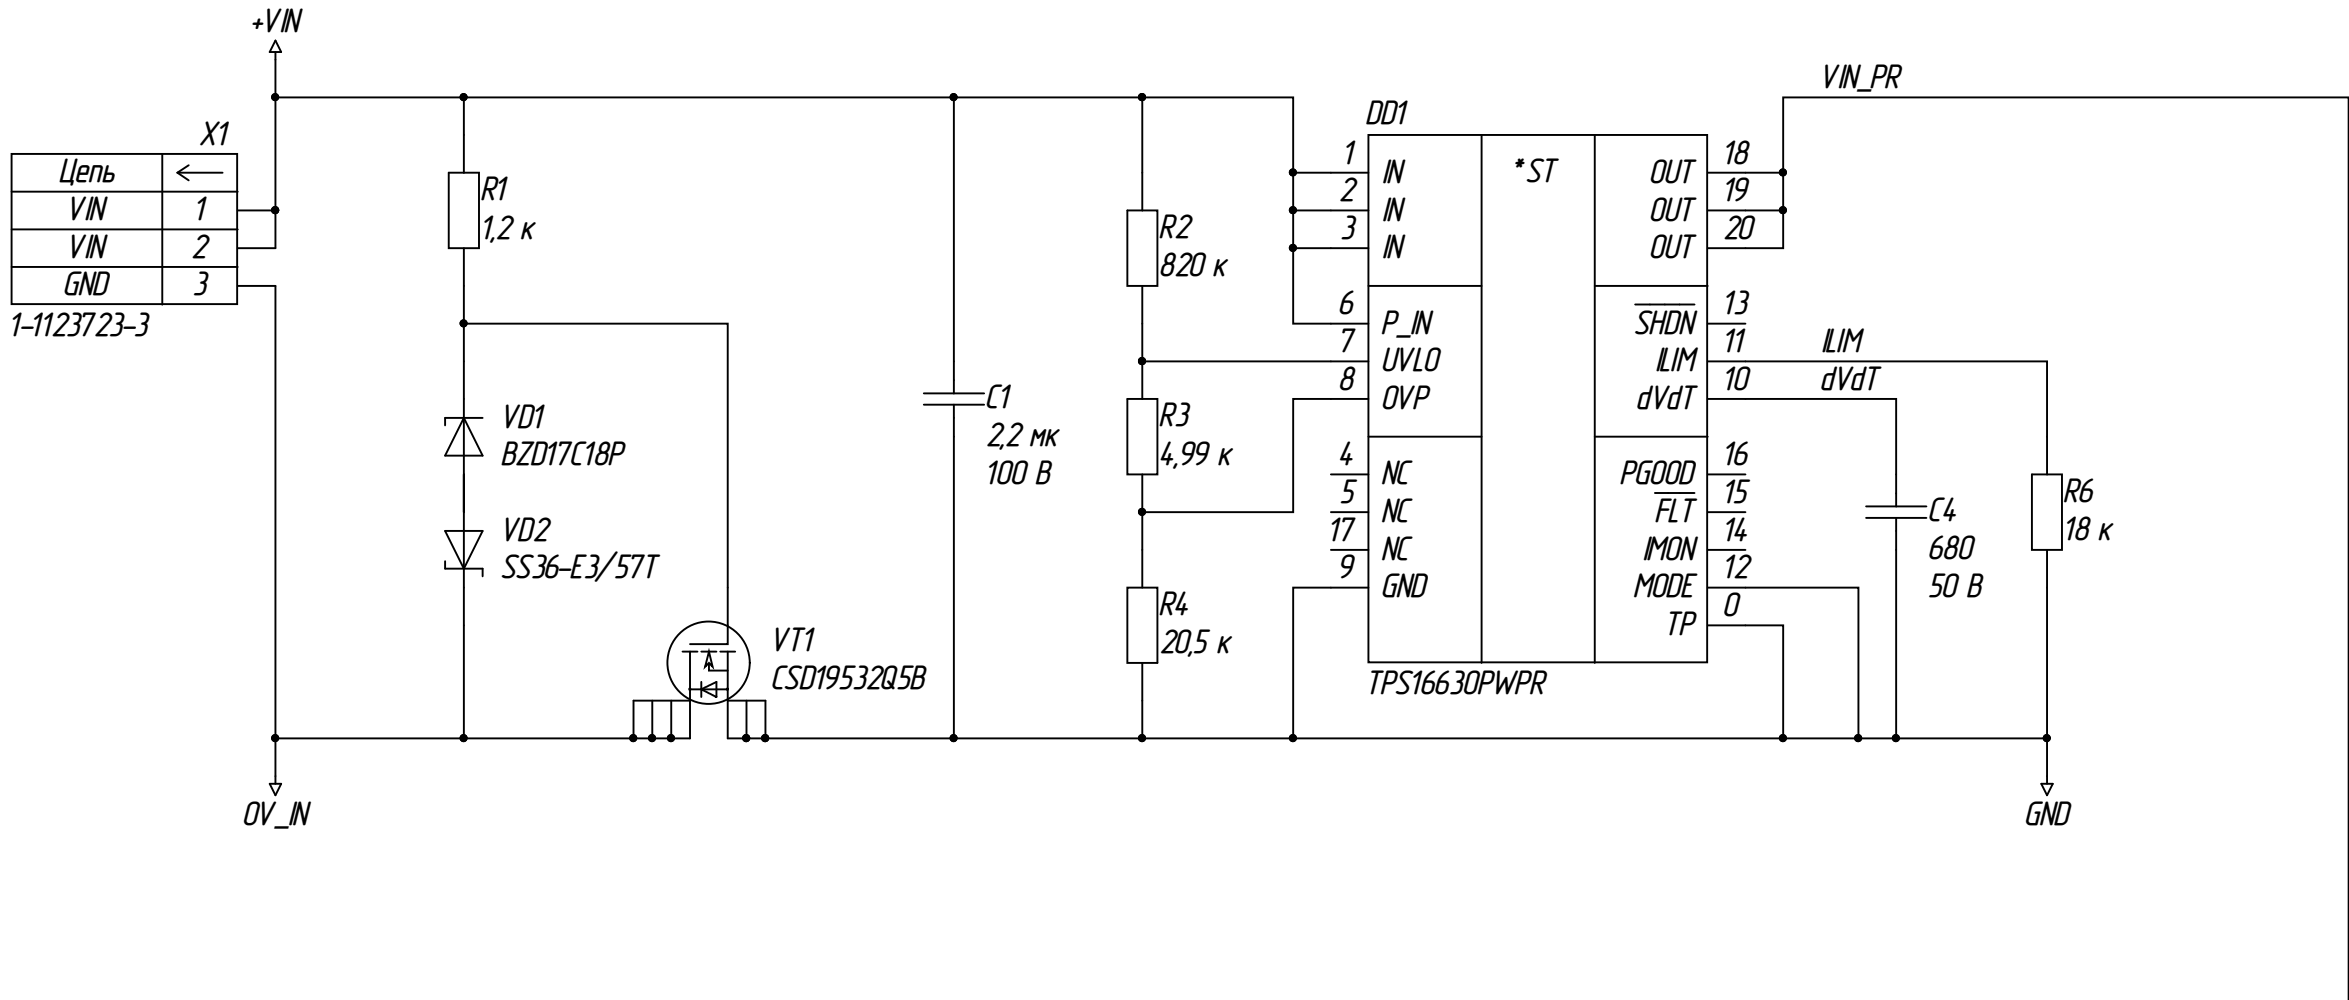 +VIN
VIN_PR
X1
Цепь
VIN 1
VIN 2
GND 3
1-1123723-3
R1
1,2 к
VD1
BZD17C18P
VD2
SS36-E3/57T
VT1
CSD19532Q5B
C1
2,2 мк
100 В
R2
820 к
R3
4,99 к
R4
20,5 к
DD1
*ST
1 IN
2 IN
3 IN
6 P_IN
7 UVLO
8 OVP
4 NC
5 NC
17 NC
9 GND
OUT 18
OUT 19
OUT 20
SHDN 13
ILIM 11
dVdT 10
PGOOD 16
FLT 15
IMON 14
MODE 12
TP 0
TPS16630PWPR
ILIM
dVdT
C4
680
50 В
R6
18 к
0V_IN
GND